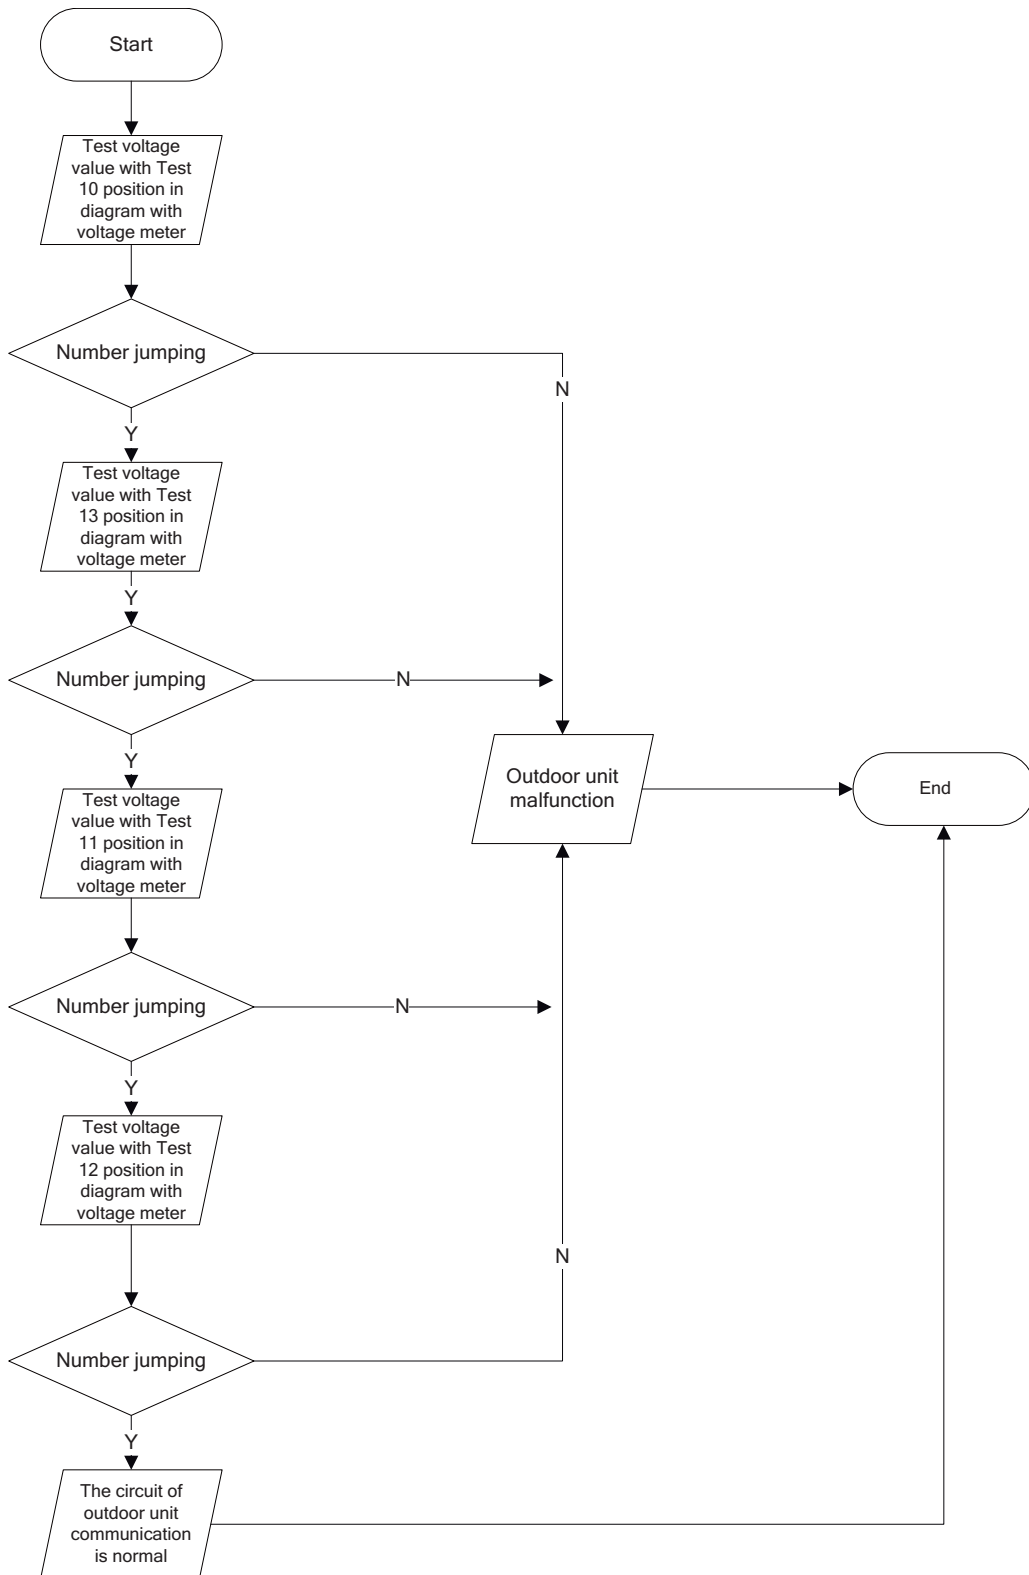 Start
Test voltage
value with Test
10 position in
diagram with
voltage meter
Number jumping
N
Y
Test voltage
value with Test
13 position in
diagram with
voltage meter
Y
Number jumping
N
Y
Test voltage
value with Test
11 position in
diagram with
voltage meter
Outdoor unit
malfunction
End
Number jumping
N
Y
Test voltage
value with Test
12 position in
diagram with
voltage meter
N
Number jumping
Y
The circuit of
outdoor unit
communication
is normal